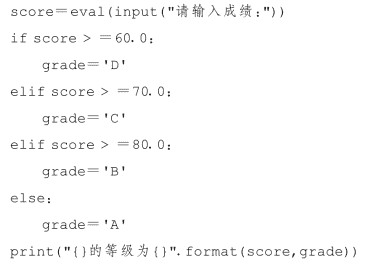 score=eval(input("请输入成绩:"))
if score > =60.0:
    grade='D'
elif score > =70.0:
    grade='C'
elif score > =80.0:
    grade='B'
else:
    grade='A'
print("{}的等级为{}".format(score,grade))